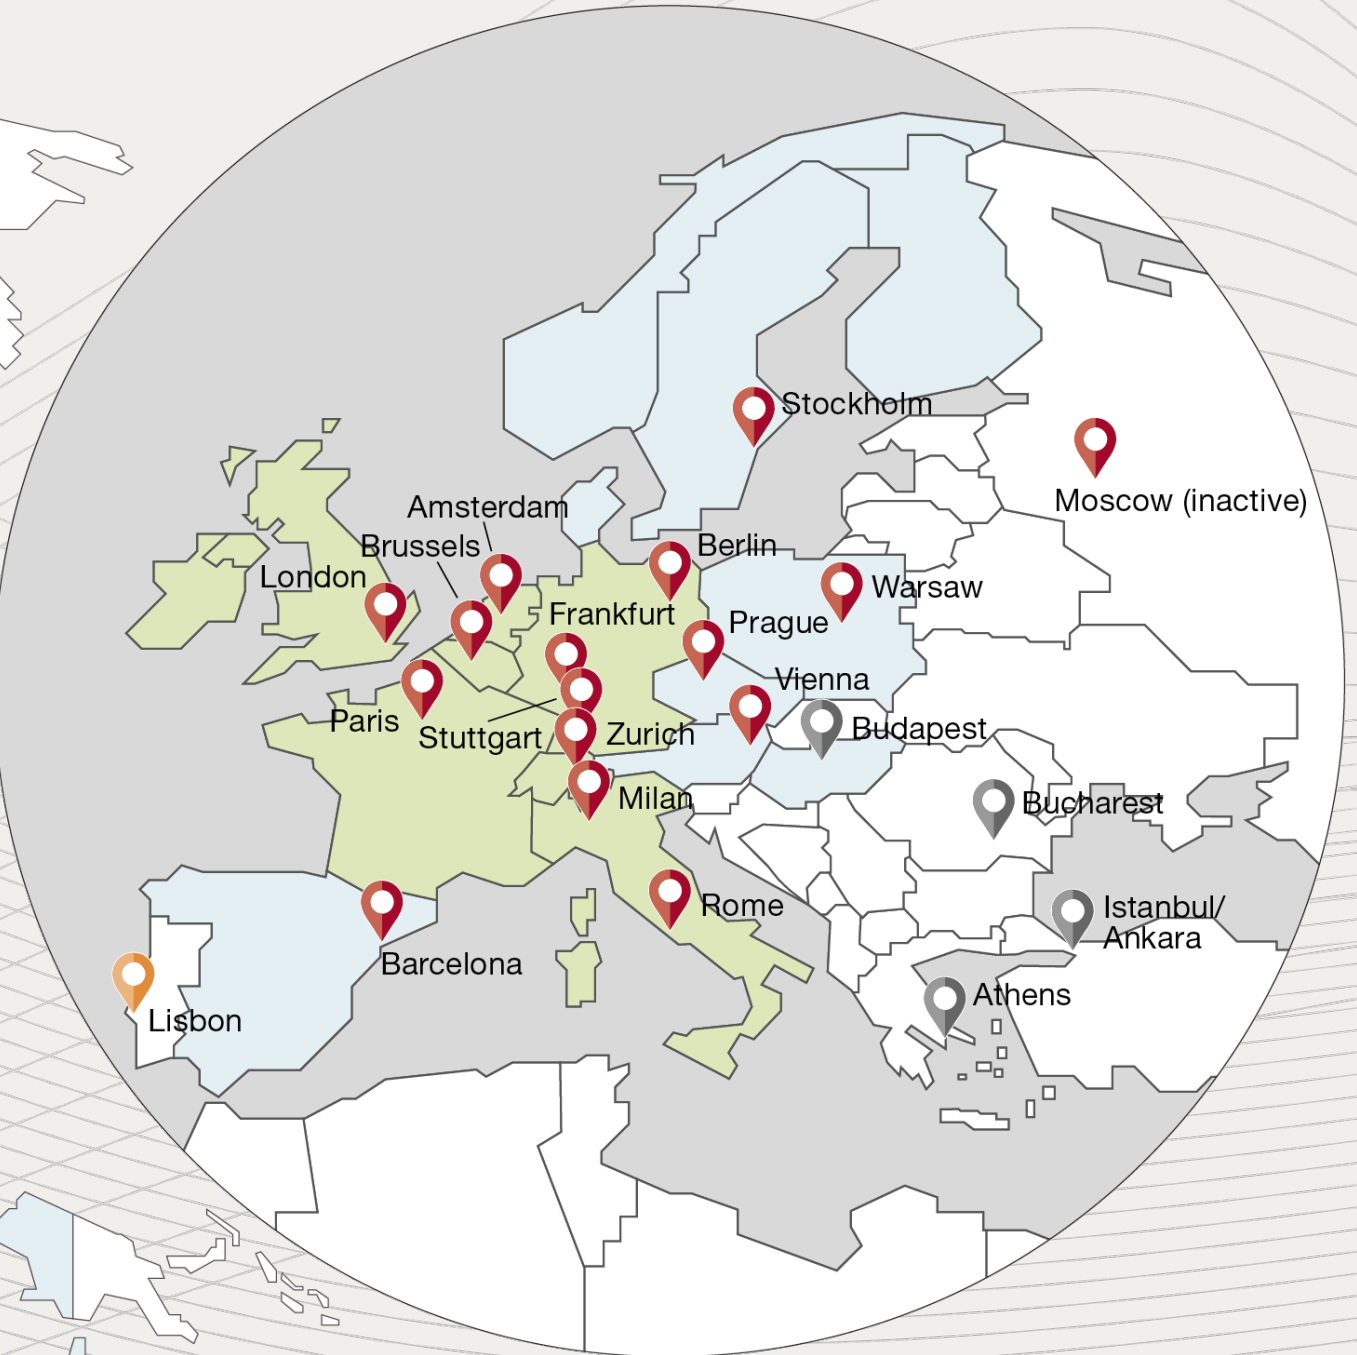 Stockholm
Moscow (inactive)
Amsterdam
Brussels
Berlin
London
Warsaw
Frankfurt
Prague
Vienna
Paris
Stuttgart
Zurich
Budapest
Milan
Bucharest
Rome
Istanbul/
Ankara
Barcelona
Athens
Lisbon